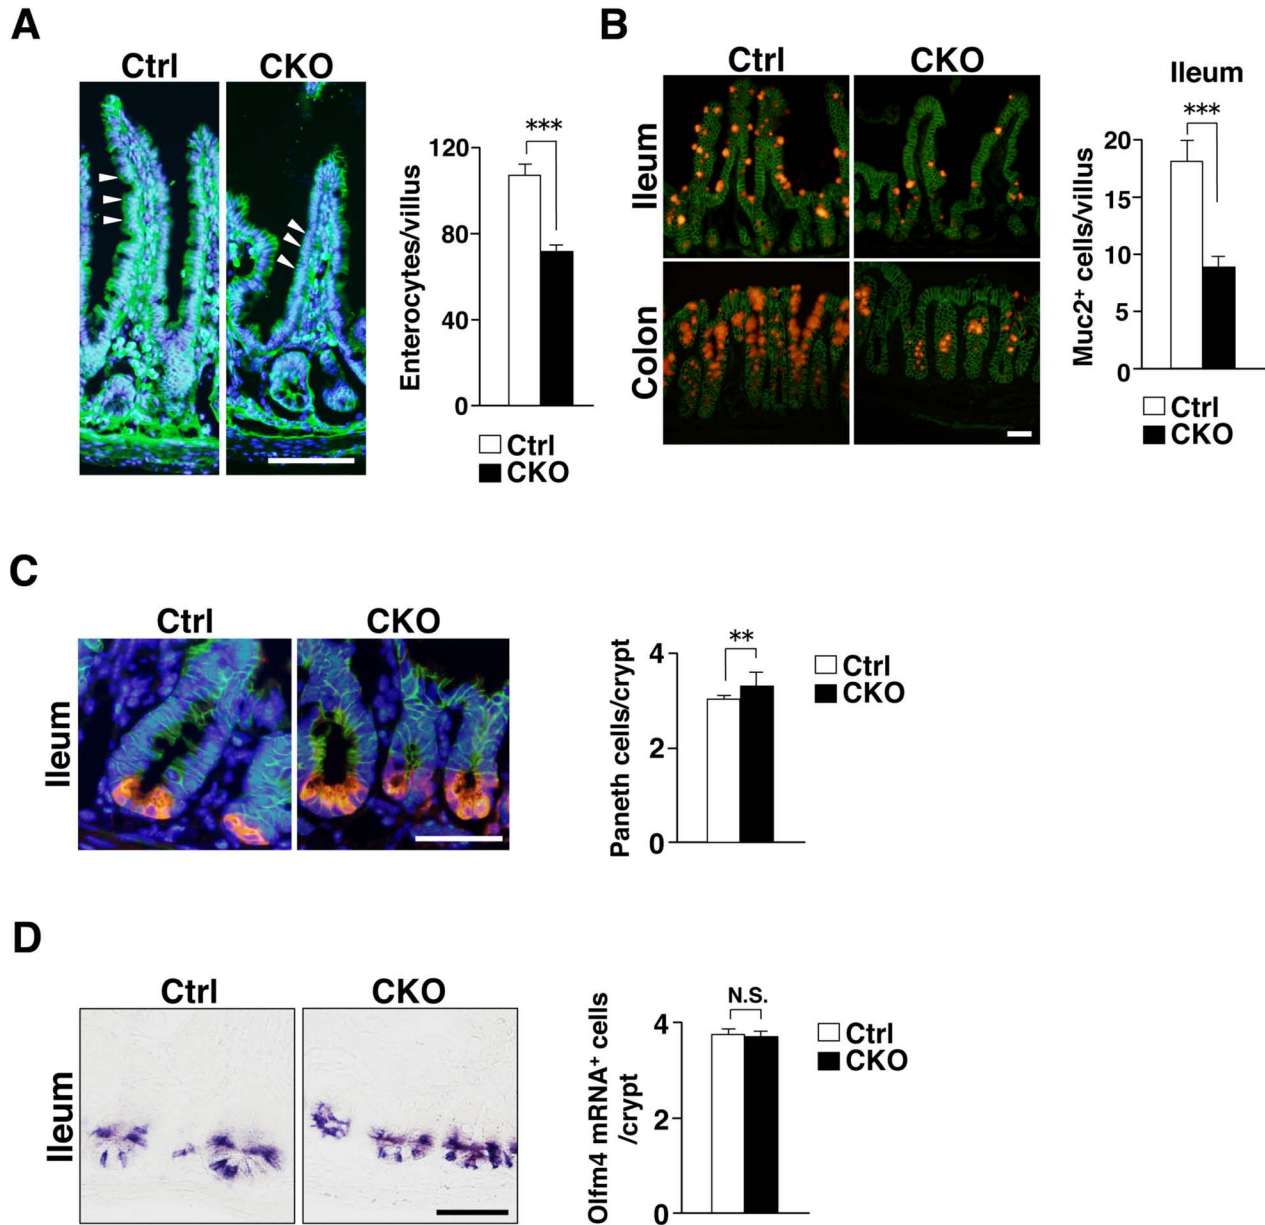 A
Ctrl
CKO
***
120
80
40
0
Enterocytes/villus
Ctrl
CKO
B
Ctrl
CKO
Ileum
Colon
Ileum
***
20
15
10
5
0
Muc2⁺ cells/villus
Ctrl
CKO
C
Ctrl
CKO
Ileum
**
4
2
0
Paneth cells/crypt
Ctrl
CKO
D
Ctrl
CKO
Ileum
N.S.
4
2
0
Olfm4 mRNA⁺ cells
/crypt
Ctrl
CKO